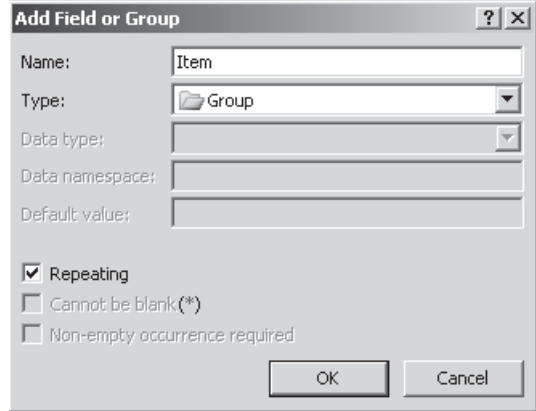 Add Field or Group ? X
Name: Item
Type: Group
Data type:
Data namespace:
Default value:
Repeating
Cannot be blank(*)
Non-empty occurrence required
OK Cancel